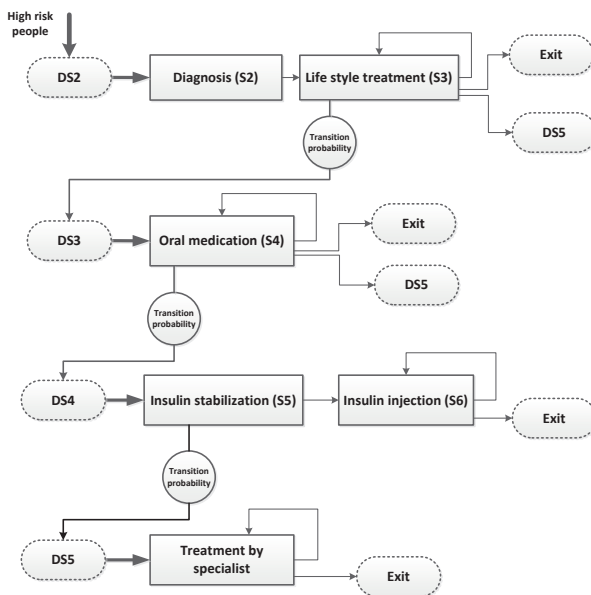 High risk
people
DS2
Diagnosis (S2)
Life style treatment (S3)
Exit
DS5
Transition
probability
DS3
Oral medication (S4)
Exit
DS5
Transition
probability
DS4
Insulin stabilization (S5)
Insulin injection (S6)
Exit
Transition
probability
DS5
Treatment by
specialist
Exit